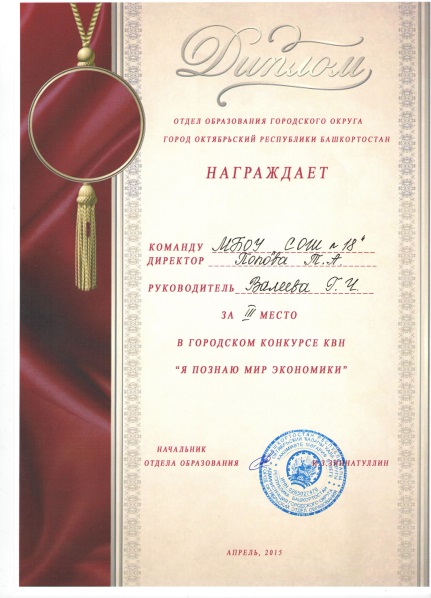 Диплом
ОТДЕЛ ОБРАЗОВАНИЯ ГОРОДСКОГО ОКРУГА
ГОРОД ОКТЯБРЬСКИЙ РЕСПУБЛИКИ БАШКОРТОСТАН
НАГРАЖДАЕТ
КОМАНДУ МБОУ "СОШ № 18"
ДИРЕКТОР Попова Т.А.
РУКОВОДИТЕЛЬ Валеева Г.И.
ЗА III МЕСТО
В ГОРОДСКОМ КОНКУРСЕ КВН
"Я ПОЗНАЮ МИР ЭКОНОМИКИ"
НАЧАЛЬНИК
ОТДЕЛА ОБРАЗОВАНИЯ
АПРЕЛЬ, 2015